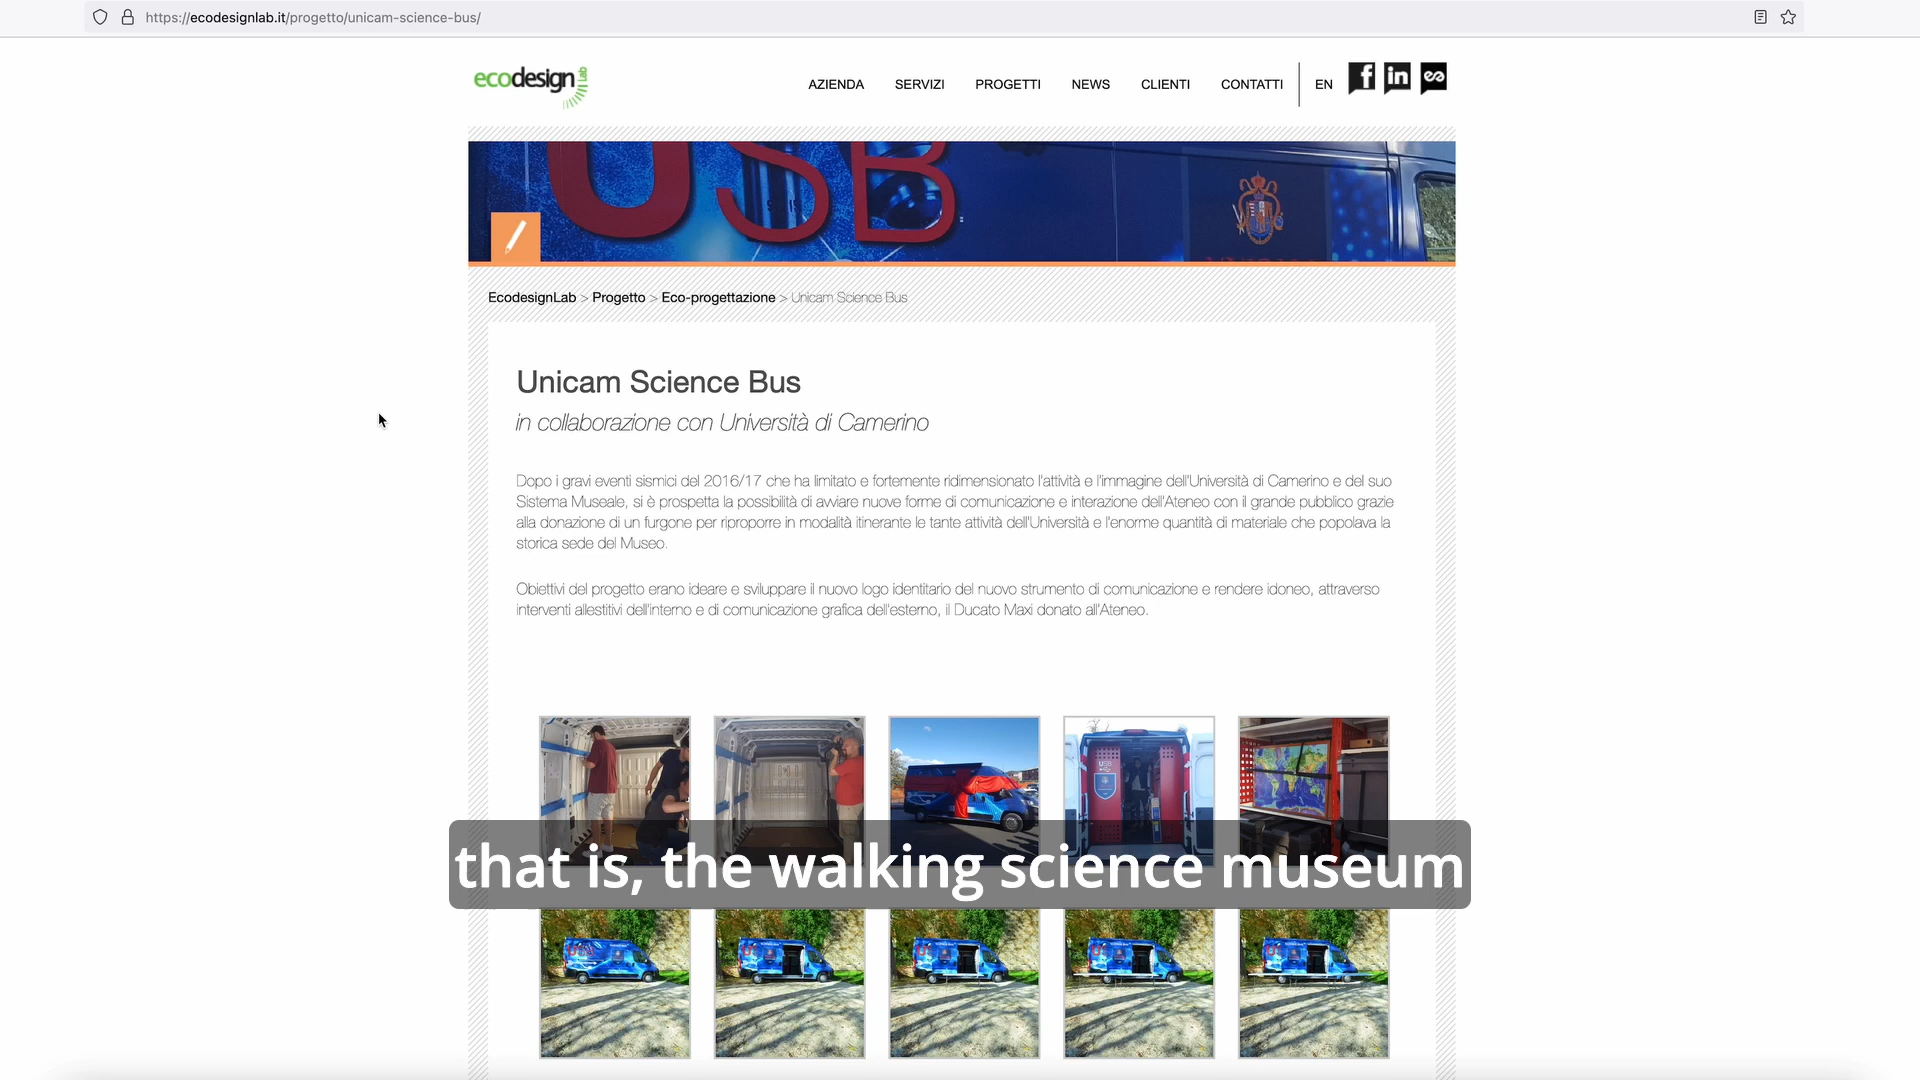 https://ecodesignlab.it/progetto/unicam-science-bus/
ecodesign Lab
AZIENDA SERVIZI PROGETTI NEWS CLIENTI CONTATTI EN
USB
EcodesignLab > Progetto > Eco-progettazione > Unicam Science Bus
Unicam Science Bus
in collaborazione con Università di Camerino
Dopo i gravi eventi sismici del 2016/17 che ha limitato e fortemente ridimensionato l'attività e l'immagine dell'Università di Camerino e del suo
Sistema Museale, si è prospetta la possibilità di avviare nuove forme di comunicazione e interazione dell'Ateneo con il grande pubblico grazie
alla donazione di un furgone per riproporre in modalità itinerante le tante attività dell'Università e l'enorme quantità di materiale che popolava la
storica sede del Museo.
Obiettivi del progetto erano ideare e sviluppare il nuovo logo identitario del nuovo strumento di comunicazione e rendere idoneo, attraverso
interventi allestitivi dell'interno e di comunicazione grafica dell'esterno, il Ducato Maxi donato all'Ateneo.
USB
that is, the walking science museum